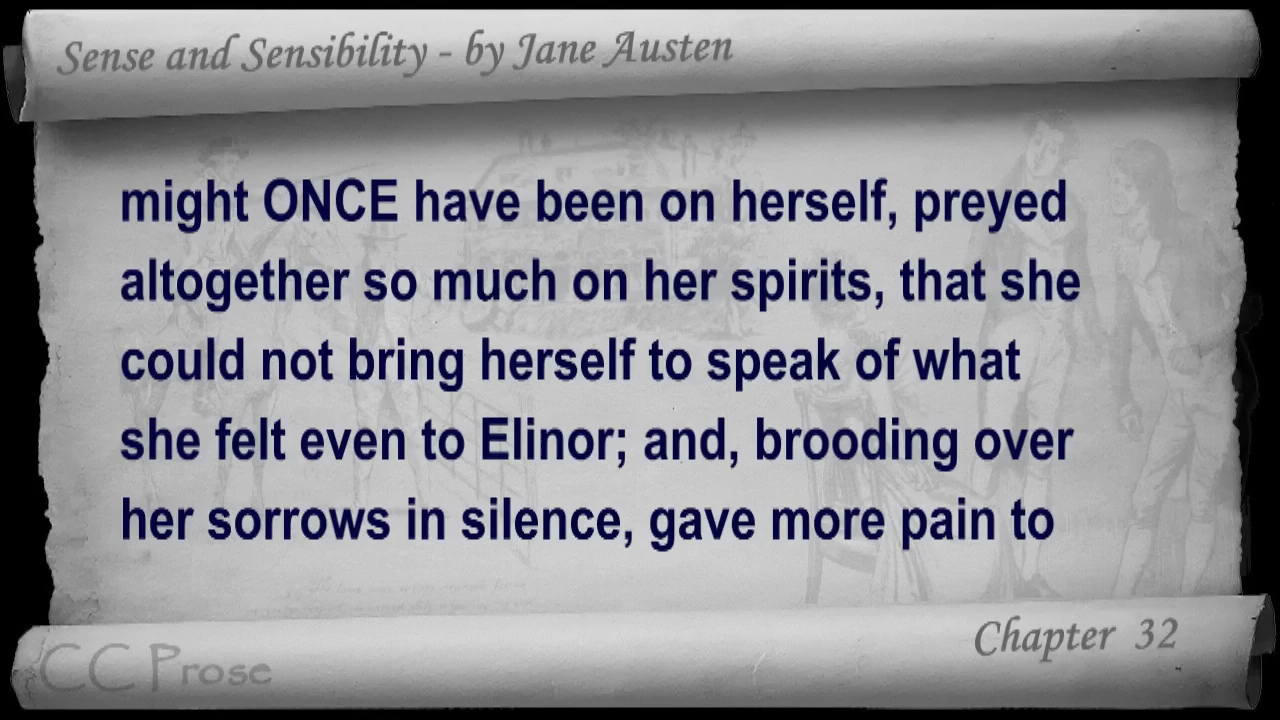 Sense and Sensibility - by Jane Austen
might ONCE have been on herself, preyed
altogether so much on her spirits, that she
could not bring herself to speak of what
she felt even to Elinor; and, brooding over
her sorrows in silence, gave more pain to
Chapter 32
CC Prose